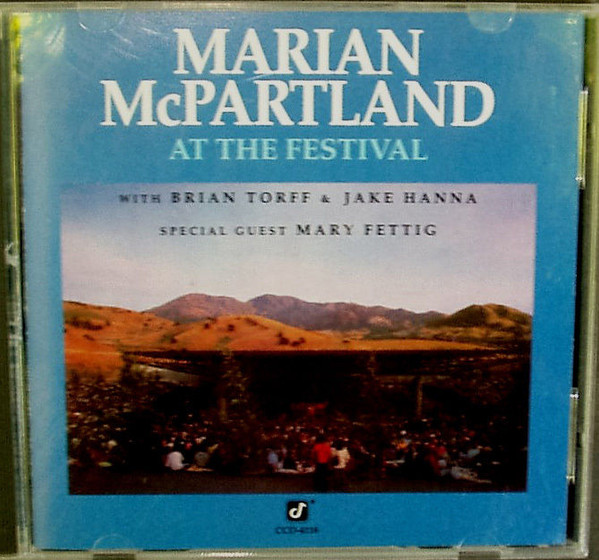 MARIAN
McPARTLAND
AT THE FESTIVAL
WITH BRIAN TORFF & JAKE HANNA
SPECIAL GUEST MARY FETTIG